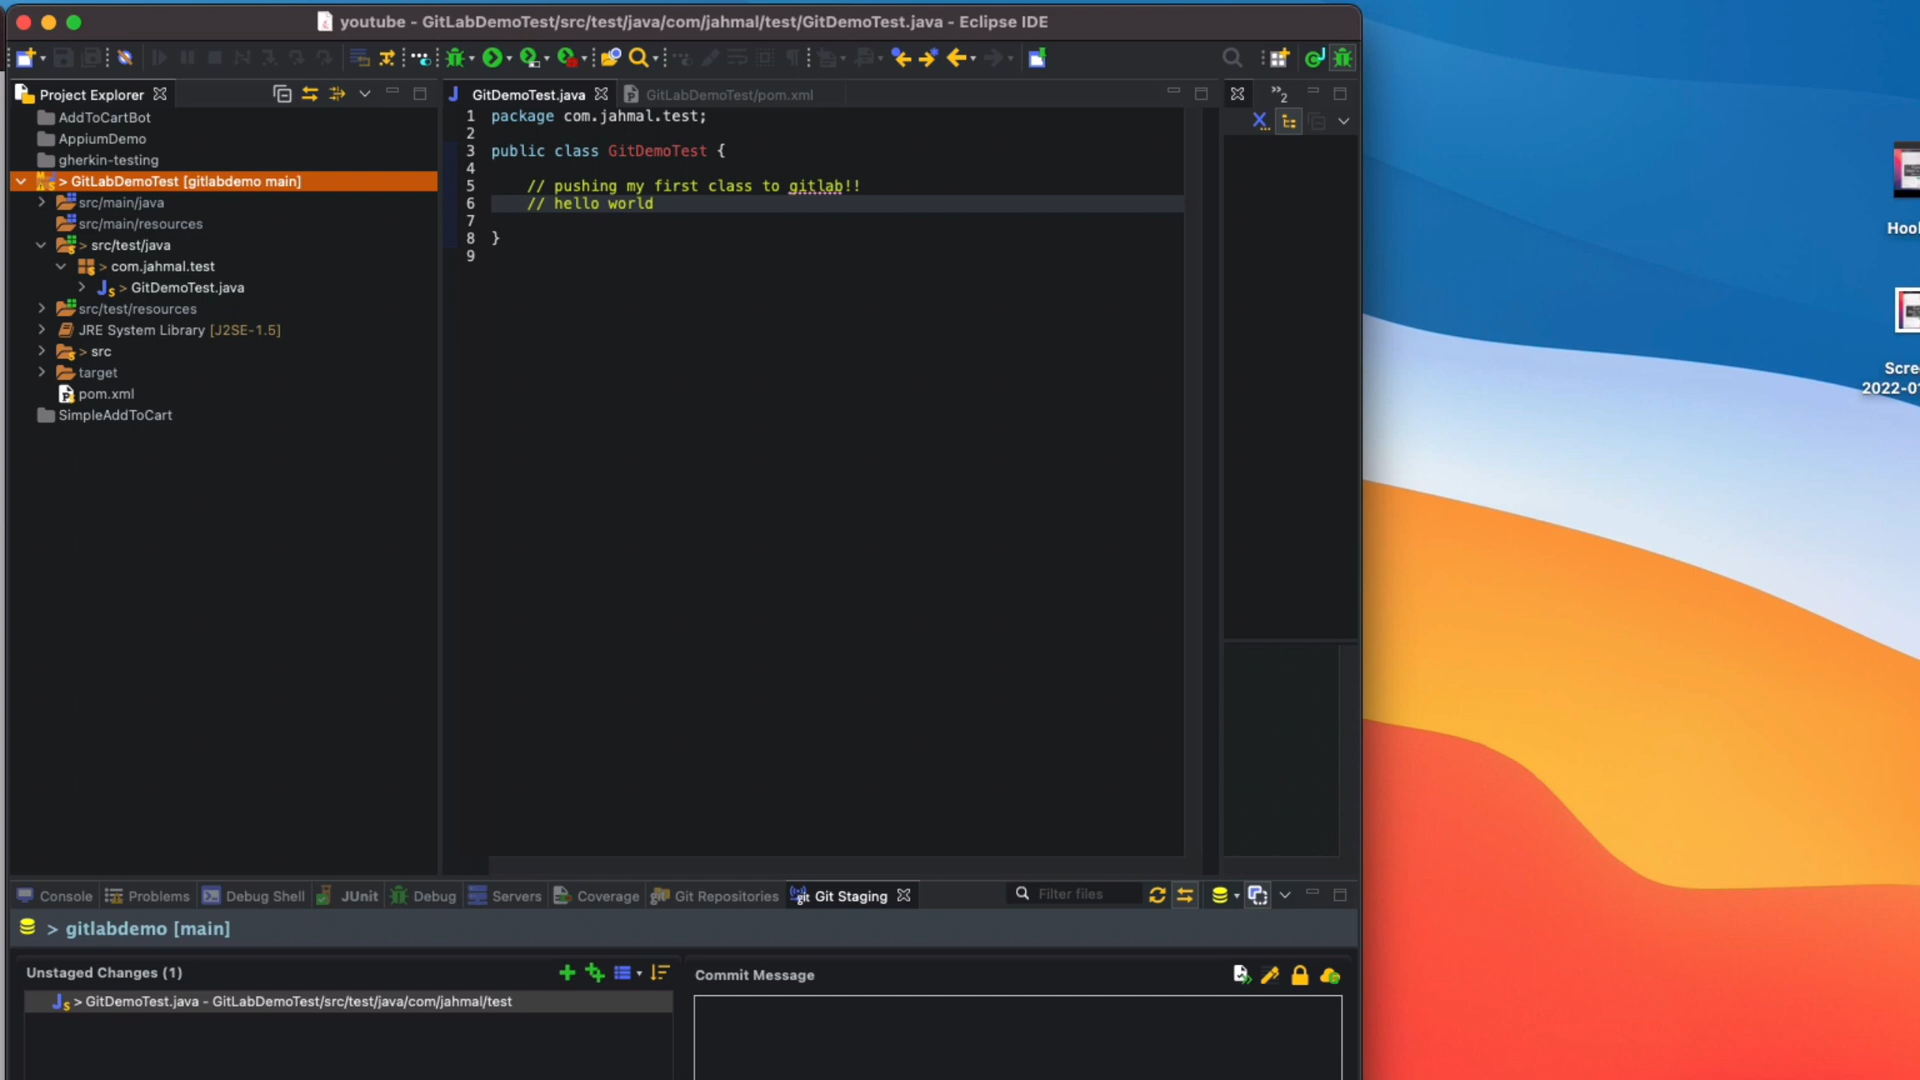 youtube - GitLabDemoTest/src/test/java/com/jahmal/test/GitDemoTest.java - Eclipse IDE
Project Explorer
AddToCartBot
AppiumDemo
gherkin-testing
> GitLabDemoTest [gitlabdemo main]
src/main/java
src/main/resources
> src/test/java
> com.jahmal.test
> GitDemoTest.java
src/test/resources
JRE System Library [J2SE-1.5]
> src
target
pom.xml
SimpleAddToCart
GitDemoTest.java
GitLabDemoTest/pom.xml
1 package com.jahmal.test;
2
3 public class GitDemoTest {
4
5 // pushing my first class to gitlab!!
6 // hello world
7
8 }
9
2
Hool
Scre
2022-01
Console
Problems
Debug Shell
JUnit
Debug
Servers
Coverage
Git Repositories
Git Staging
Filter files
> gitlabdemo [main]
Unstaged Changes (1)
> GitDemoTest.java - GitLabDemoTest/src/test/java/com/jahmal/test
Commit Message